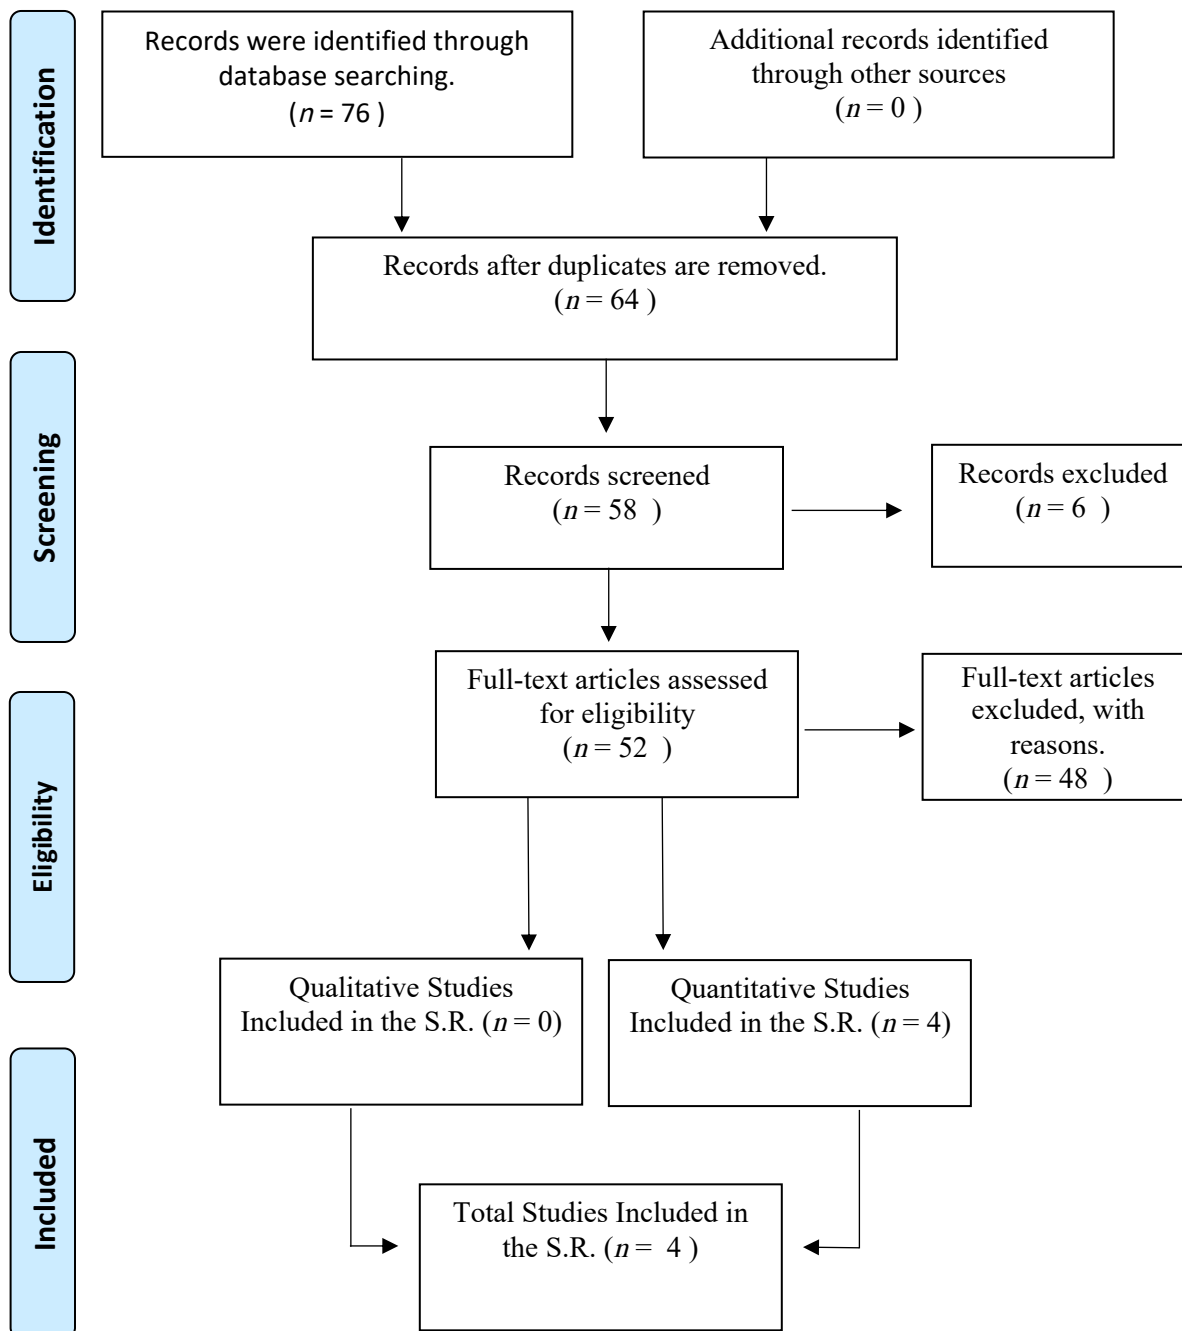 Identification
Records were identified through
database searching.
(n = 76 )
Additional records identified
through other sources
(n = 0 )
Records after duplicates are removed.
(n = 64 )
Screening
Records screened
(n = 58 )
Records excluded
(n = 6 )
Eligibility
Full-text articles assessed
for eligibility
(n = 52 )
Full-text articles
excluded, with
reasons.
(n = 48 )
Qualitative Studies
Included in the S.R. (n = 0)
Quantitative Studies
Included in the S.R. (n = 4)
Included
Total Studies Included in
the S.R. (n = 4 )